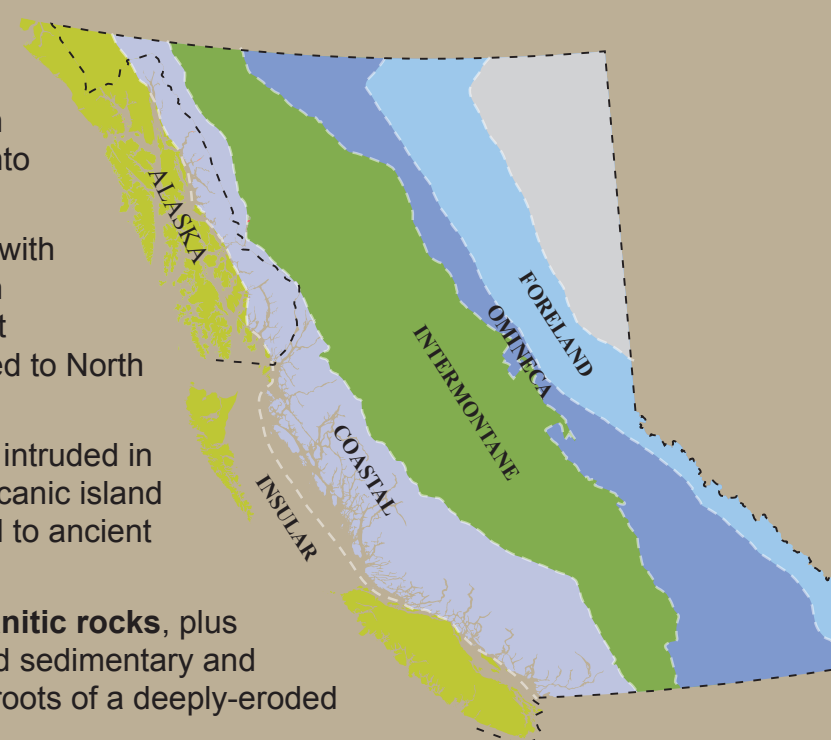 nto
with
t
ed to North
intruded in
canic island
d to ancient
nitic rocks, plus
d sedimentary and
roots of a deeply-eroded
ALASKA
INSULAR
COASTAL
INTERMONTANE
OMINECA
FORELAND